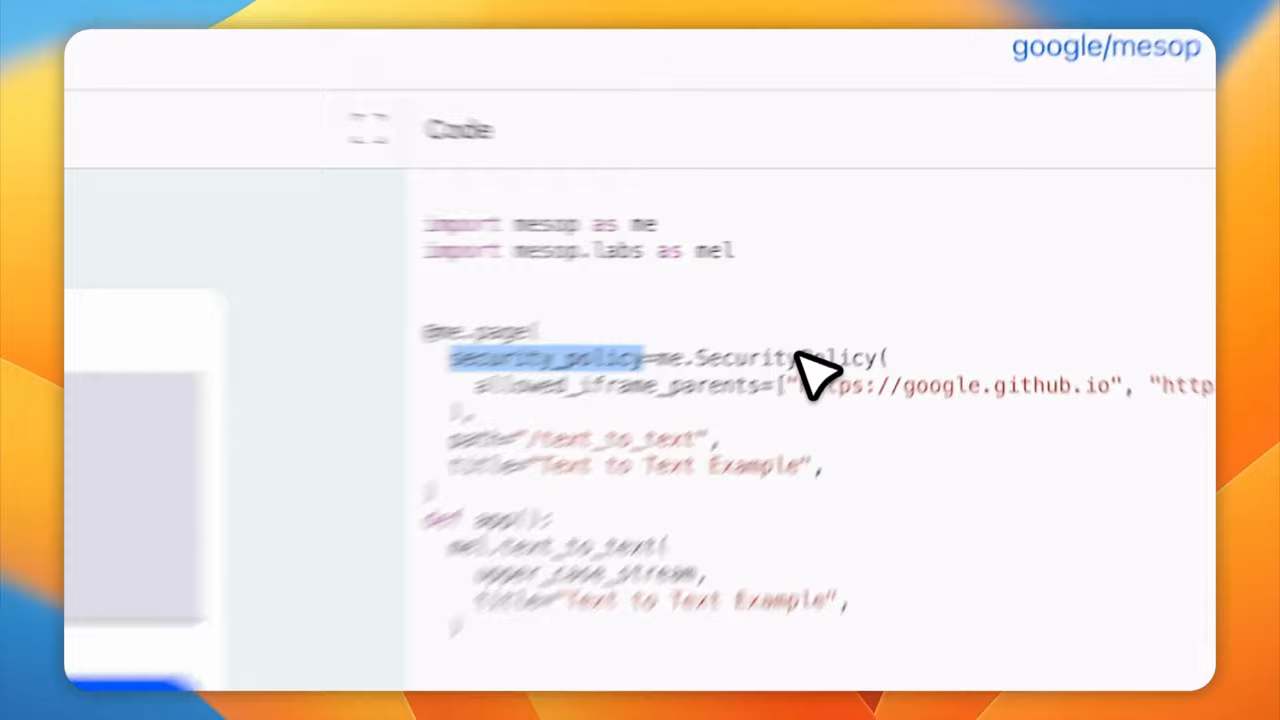 google/mesop
Code
import mesop as me
import mesop.labs as mel
@me.page(
security_policy=me.SecurityPolicy(
allowed_iframe_parents=["https://google.github.io", "http
),
path="/text_to_text",
title="Text to Text Example",
)
def app():
mel.text_to_text(
upper_case_stream,
title="Text to Text Example",
)